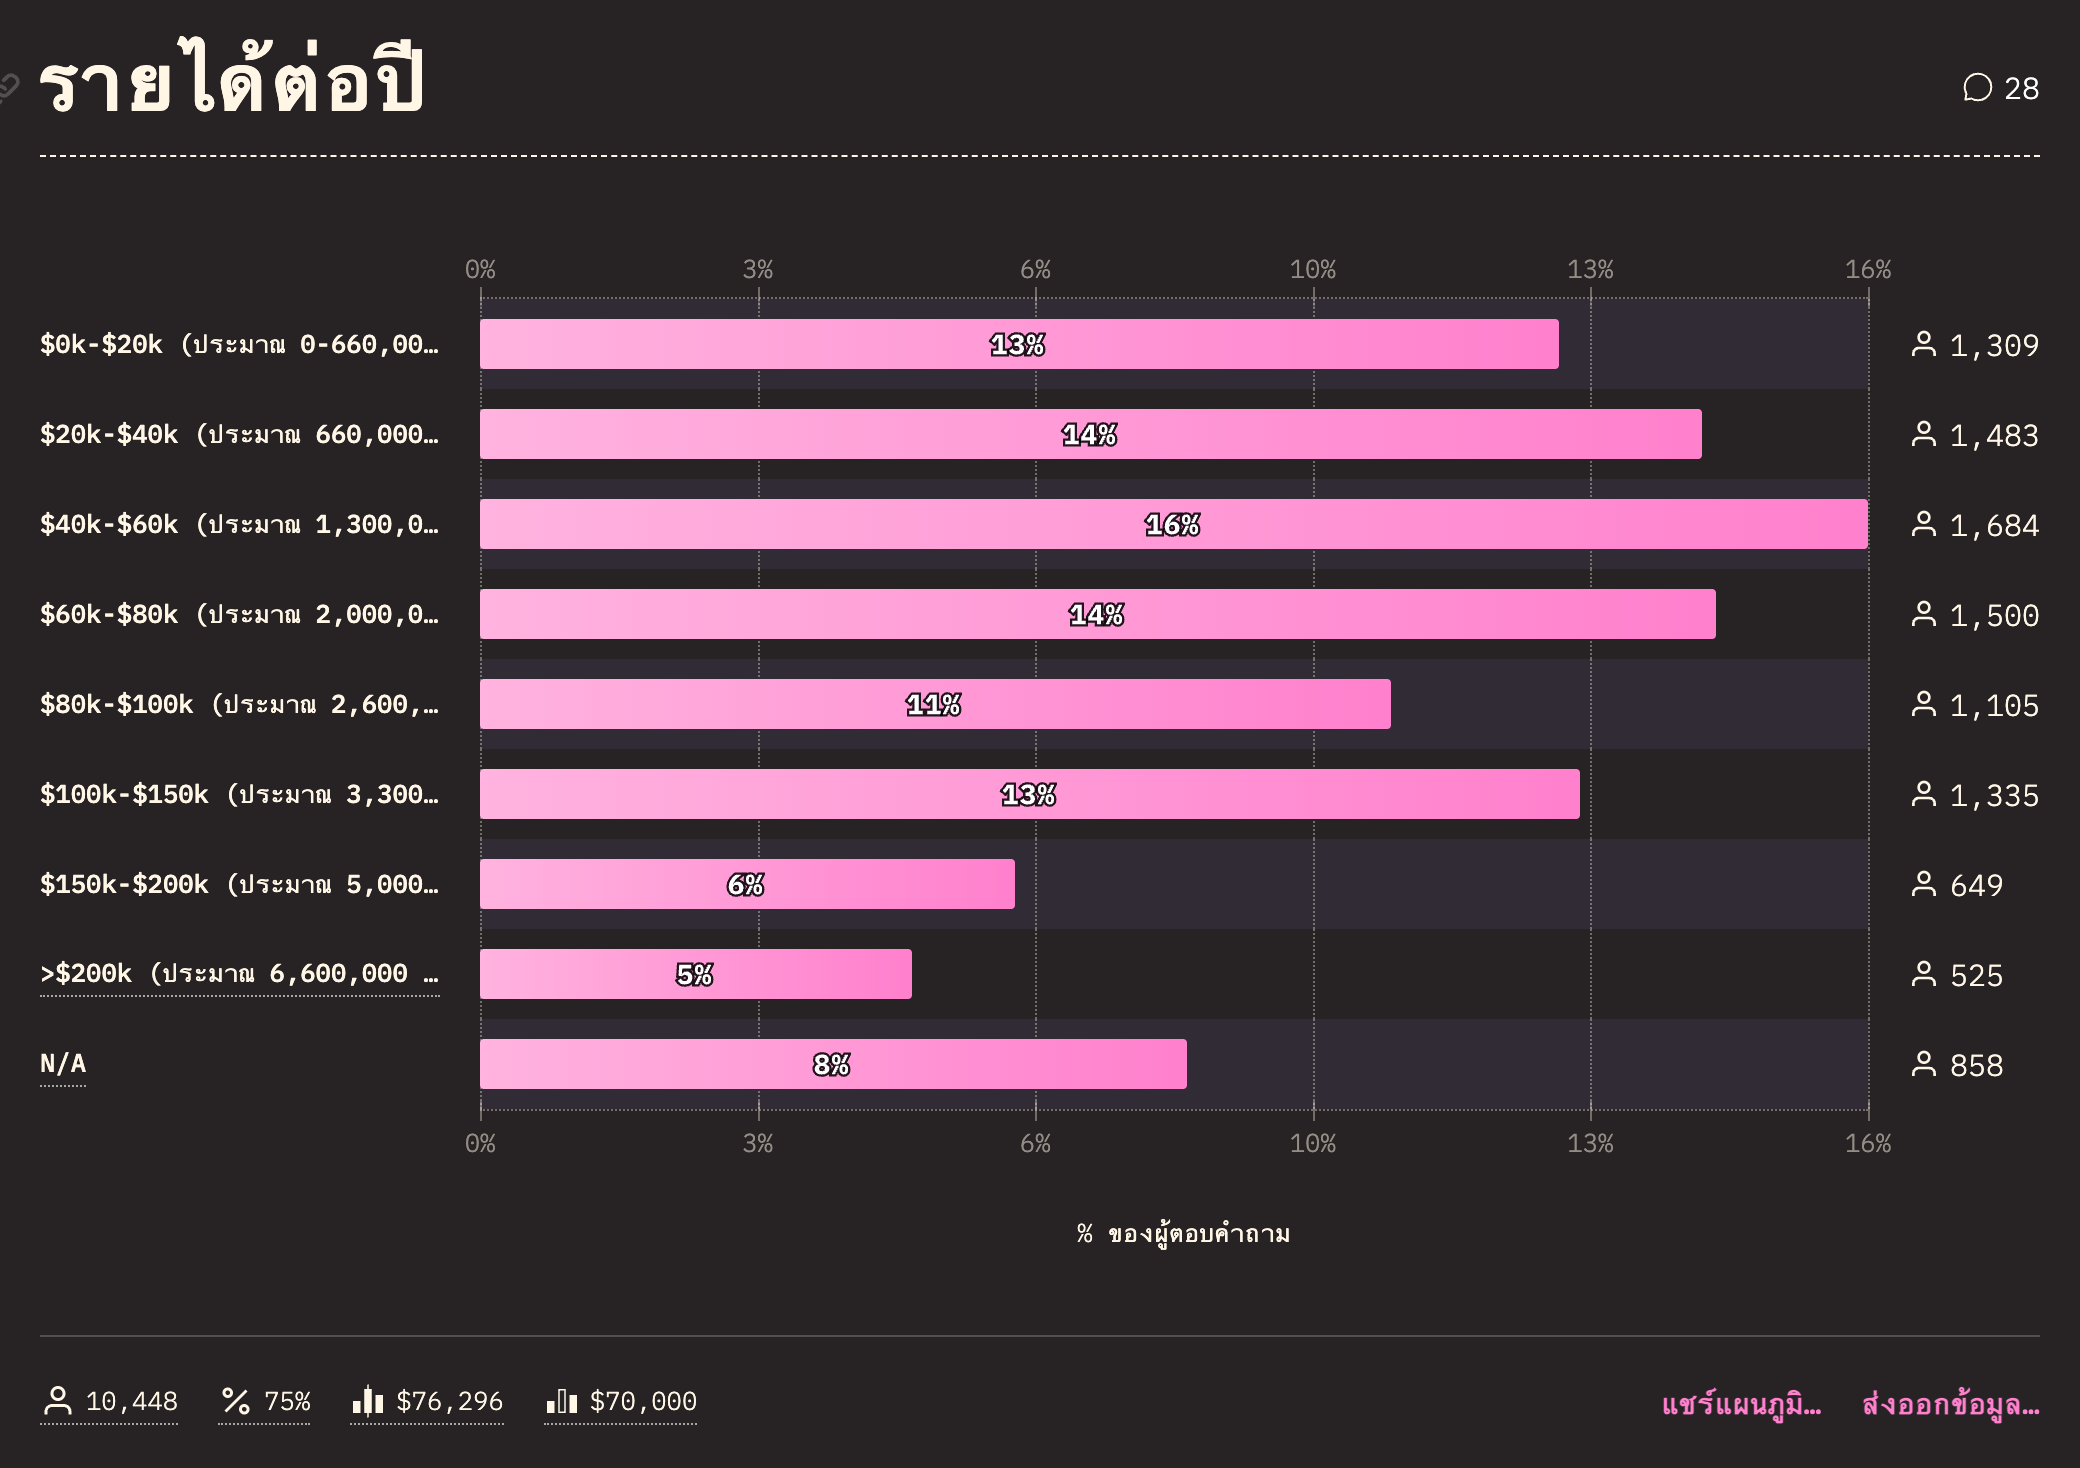 รายได้ต่อปี
28
0% 3% 6% 10% 13% 16%
$0k-$20k (ประมาณ 0-660,00… 13% 1,309
$20k-$40k (ประมาณ 660,000… 14% 1,483
$40k-$60k (ประมาณ 1,300,0… 16% 1,684
$60k-$80k (ประมาณ 2,000,0… 14% 1,500
$80k-$100k (ประมาณ 2,600,… 11% 1,105
$100k-$150k (ประมาณ 3,300… 13% 1,335
$150k-$200k (ประมาณ 5,000… 6% 649
>$200k (ประมาณ 6,600,000 … 5% 525
N/A 8% 858
0% 3% 6% 10% 13% 16%
% ของผู้ตอบคำถาม
10,448 75% $76,296 $70,000 แชร์แผนภูมิ… ส่งออกข้อมูล…